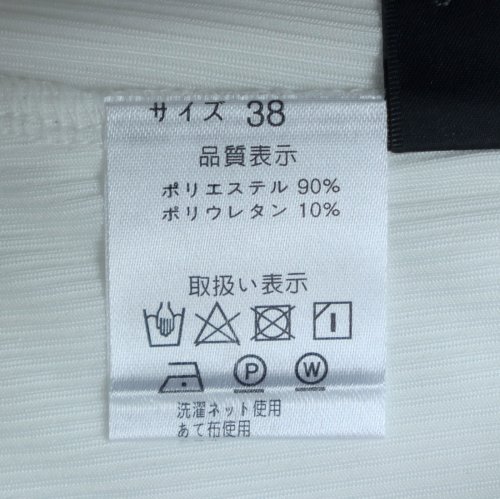 サイズ 38
品質表示
ポリエステル 90%
ポリウレタン 10%
取扱い表示
P W
洗濯ネット使用
あて布使用